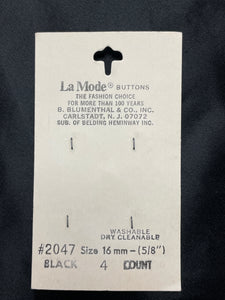 La Mode® BUTTONS
THE FASHION CHOICE
FOR MORE THAN 100 YEARS
B. BLUMENTHAL & CO., INC.
CARLSTADT, N. J. 07072
SUB. OF BELDING HEMINWAY INC.
WASHABLE
DRY CLEANABLE
#2047 Size 16 mm — (5/8")
BLACK 4 COUNT